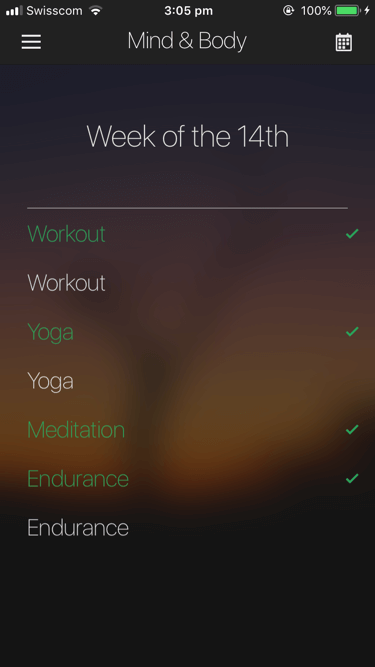 Swisscom 3:05 pm 100%
Mind & Body
Week of the 14th
Workout
Workout
Yoga
Yoga
Meditation
Endurance
Endurance